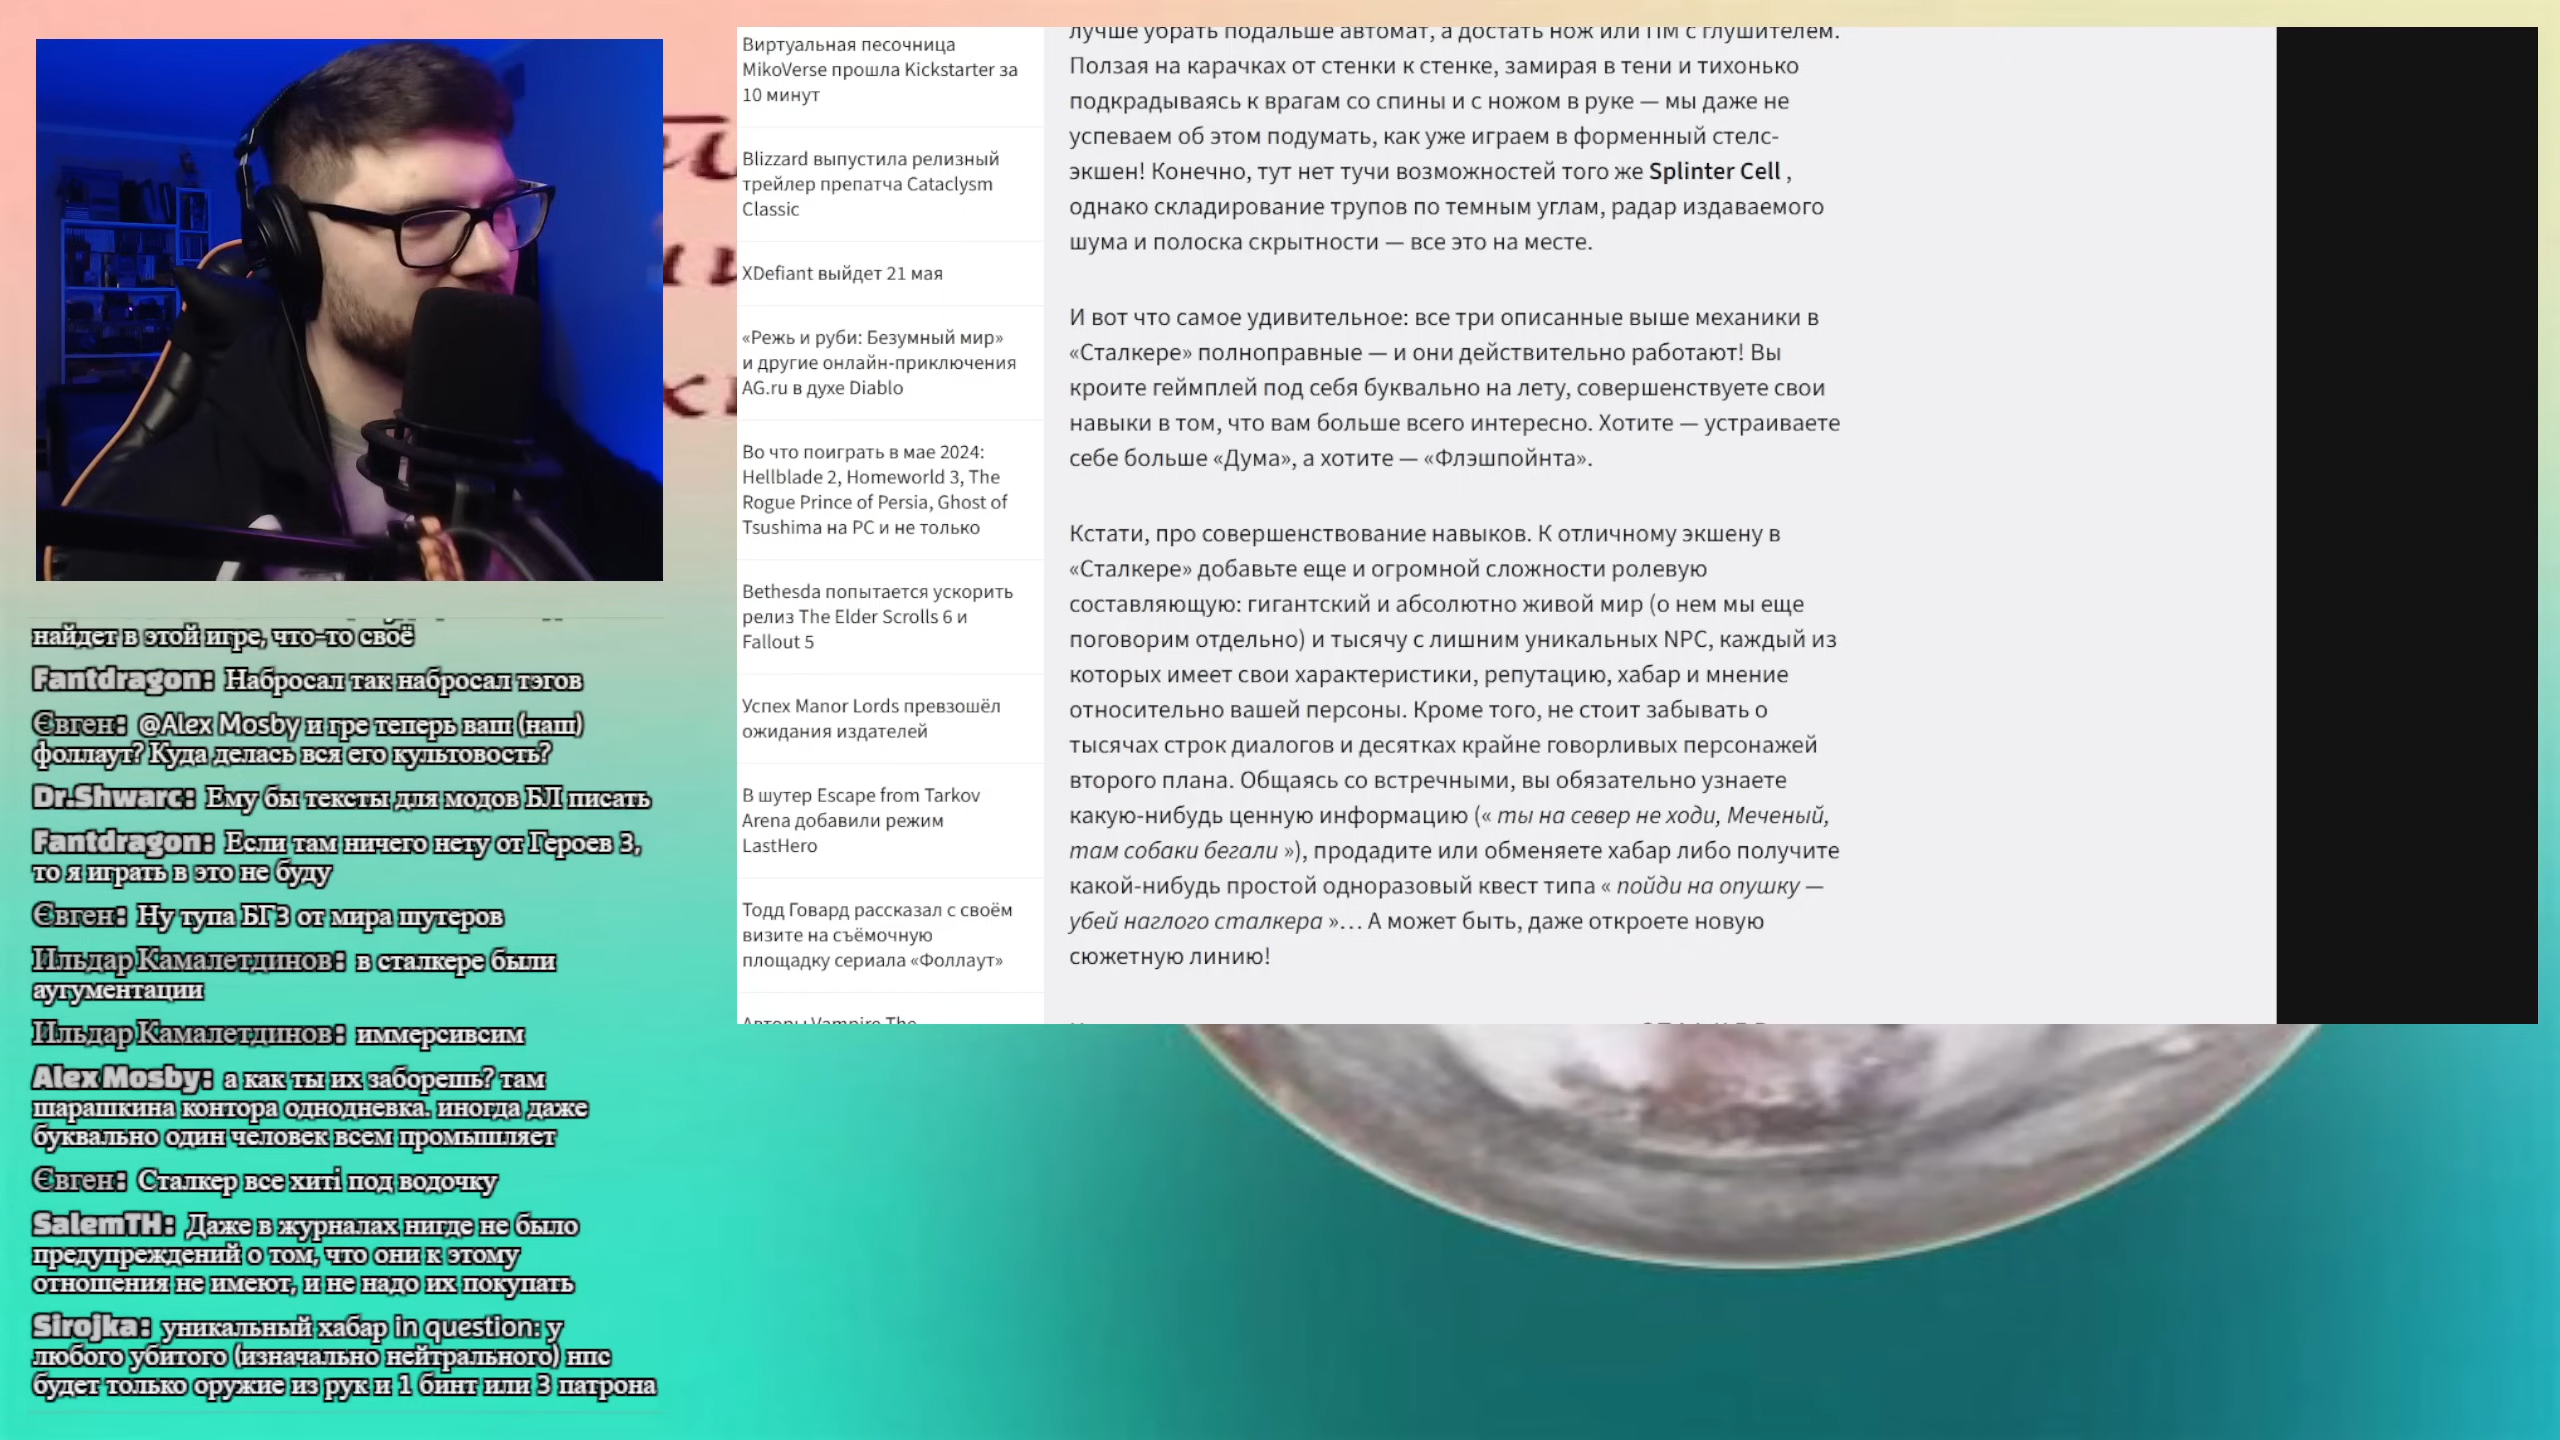 найдет в этой игре, что-то своё
Fantdragon: Набросал так набросал тэгов
Євген: @Alex Mosby и гре теперь ваш (наш)
фоллаут? Куда делась вся его культовость?
Dr.Shwarc: Ему бы тексты для модов БЛ писать
Fantdragon: Если там ничего нету от Героев 3,
то я играть в это не буду
Євген: Ну тупа БГ3 от мира шутеров
Ильдар Камалетдинов: в сталкере были
аугументации
Ильдар Камалетдинов: иммерсивсим
Alex Mosby: а как ты их заборешь? там
шарашкина контора однодневка. иногда даже
буквально один человек всем промышляет
Євген: Сталкер все хиті под водочку
SalemTH: Даже в журналах нигде не было
предупреждений о том, что они к этому
отношения не имеют, и не надо их покупать
Sirojka: уникальный хабар in question: у
любого убитого (изначально нейтрального) нпс
будет только оружие из рук и 1 бинт или 3 патрона
Виртуальная песочница
MikoVerse прошла Kickstarter за
10 минут
Blizzard выпустила релизный
трейлер препатча Cataclysm
Classic
XDefiant выйдет 21 мая
«Режь и руби: Безумный мир»
и другие онлайн-приключения
AG.ru в духе Diablo
Во что поиграть в мае 2024:
Hellblade 2, Homeworld 3, The
Rogue Prince of Persia, Ghost of
Tsushima на PC и не только
Bethesda попытается ускорить
релиз The Elder Scrolls 6 и
Fallout 5
Успех Manor Lords превзошёл
ожидания издателей
В шутер Escape from Tarkov
Arena добавили режим
LastHero
Тодд Говард рассказал с своём
визите на съёмочную
площадку сериала «Фоллаут»
Авторы Vampire The
лучше убрать подальше автомат, а достать нож или ПМ с глушителем.
Ползая на карачках от стенки к стенке, замирая в тени и тихонько
подкрадываясь к врагам со спины и с ножом в руке — мы даже не
успеваем об этом подумать, как уже играем в форменный стелс-
экшен! Конечно, тут нет тучи возможностей того же Splinter Cell ,
однако складирование трупов по темным углам, радар издаваемого
шума и полоска скрытности — все это на месте.
И вот что самое удивительное: все три описанные выше механики в
«Сталкере» полноправные — и они действительно работают! Вы
кроите геймплей под себя буквально на лету, совершенствуете свои
навыки в том, что вам больше всего интересно. Хотите — устраиваете
себе больше «Дума», а хотите — «Флэшпойнта».
Кстати, про совершенствование навыков. К отличному экшену в
«Сталкере» добавьте еще и огромной сложности ролевую
составляющую: гигантский и абсолютно живой мир (о нем мы еще
поговорим отдельно) и тысячу с лишним уникальных NPC, каждый из
которых имеет свои характеристики, репутацию, хабар и мнение
относительно вашей персоны. Кроме того, не стоит забывать о
тысячах строк диалогов и десятках крайне говорливых персонажей
второго плана. Общаясь со встречными, вы обязательно узнаете
какую-нибудь ценную информацию (« ты на север не ходи, Меченый,
там собаки бегали »), продадите или обменяете хабар либо получите
какой-нибудь простой одноразовый квест типа « пойди на опушку —
убей наглого сталкера »… А может быть, даже откроете новую
сюжетную линию!